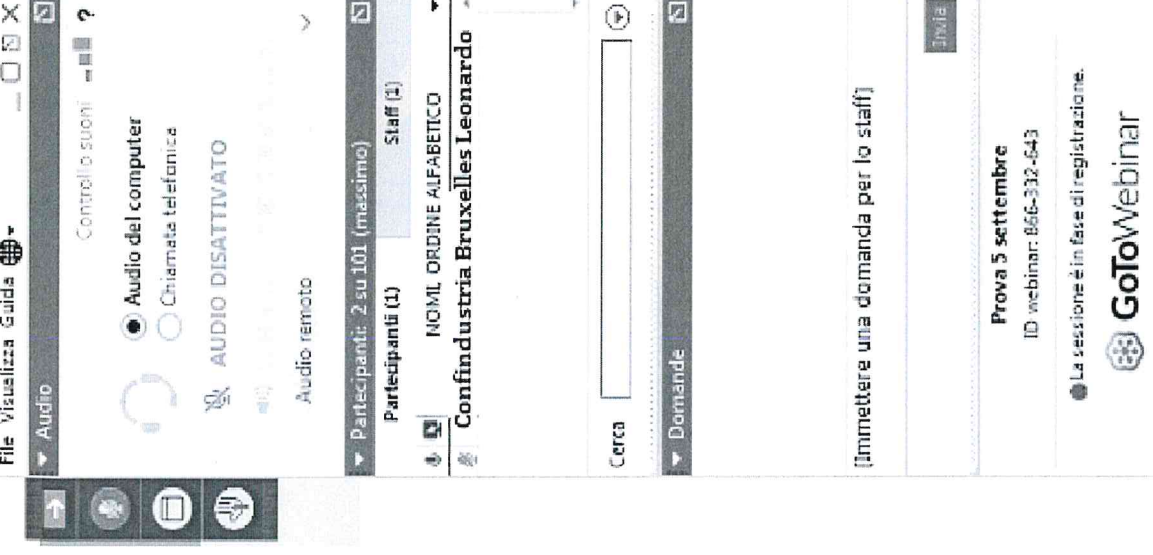 File Visualizza Guida
Audio
Controllo suoni ?
Audio del computer
Chiamata telefonica
AUDIO DISATTIVATO
Audio remoto
Partecipanti: 2 su 101 (massimo)
Partecipanti (1) Staff (1)
NOMI, ORDINE ALFABETICO
Confindustria Bruxelles Leonardo
Cerca
Domande
[Immettere una domanda per lo staff]
Invia
Prova 5 settembre
ID webinar: 866-332-643
La sessione è in fase di registrazione.
GoToWebinar